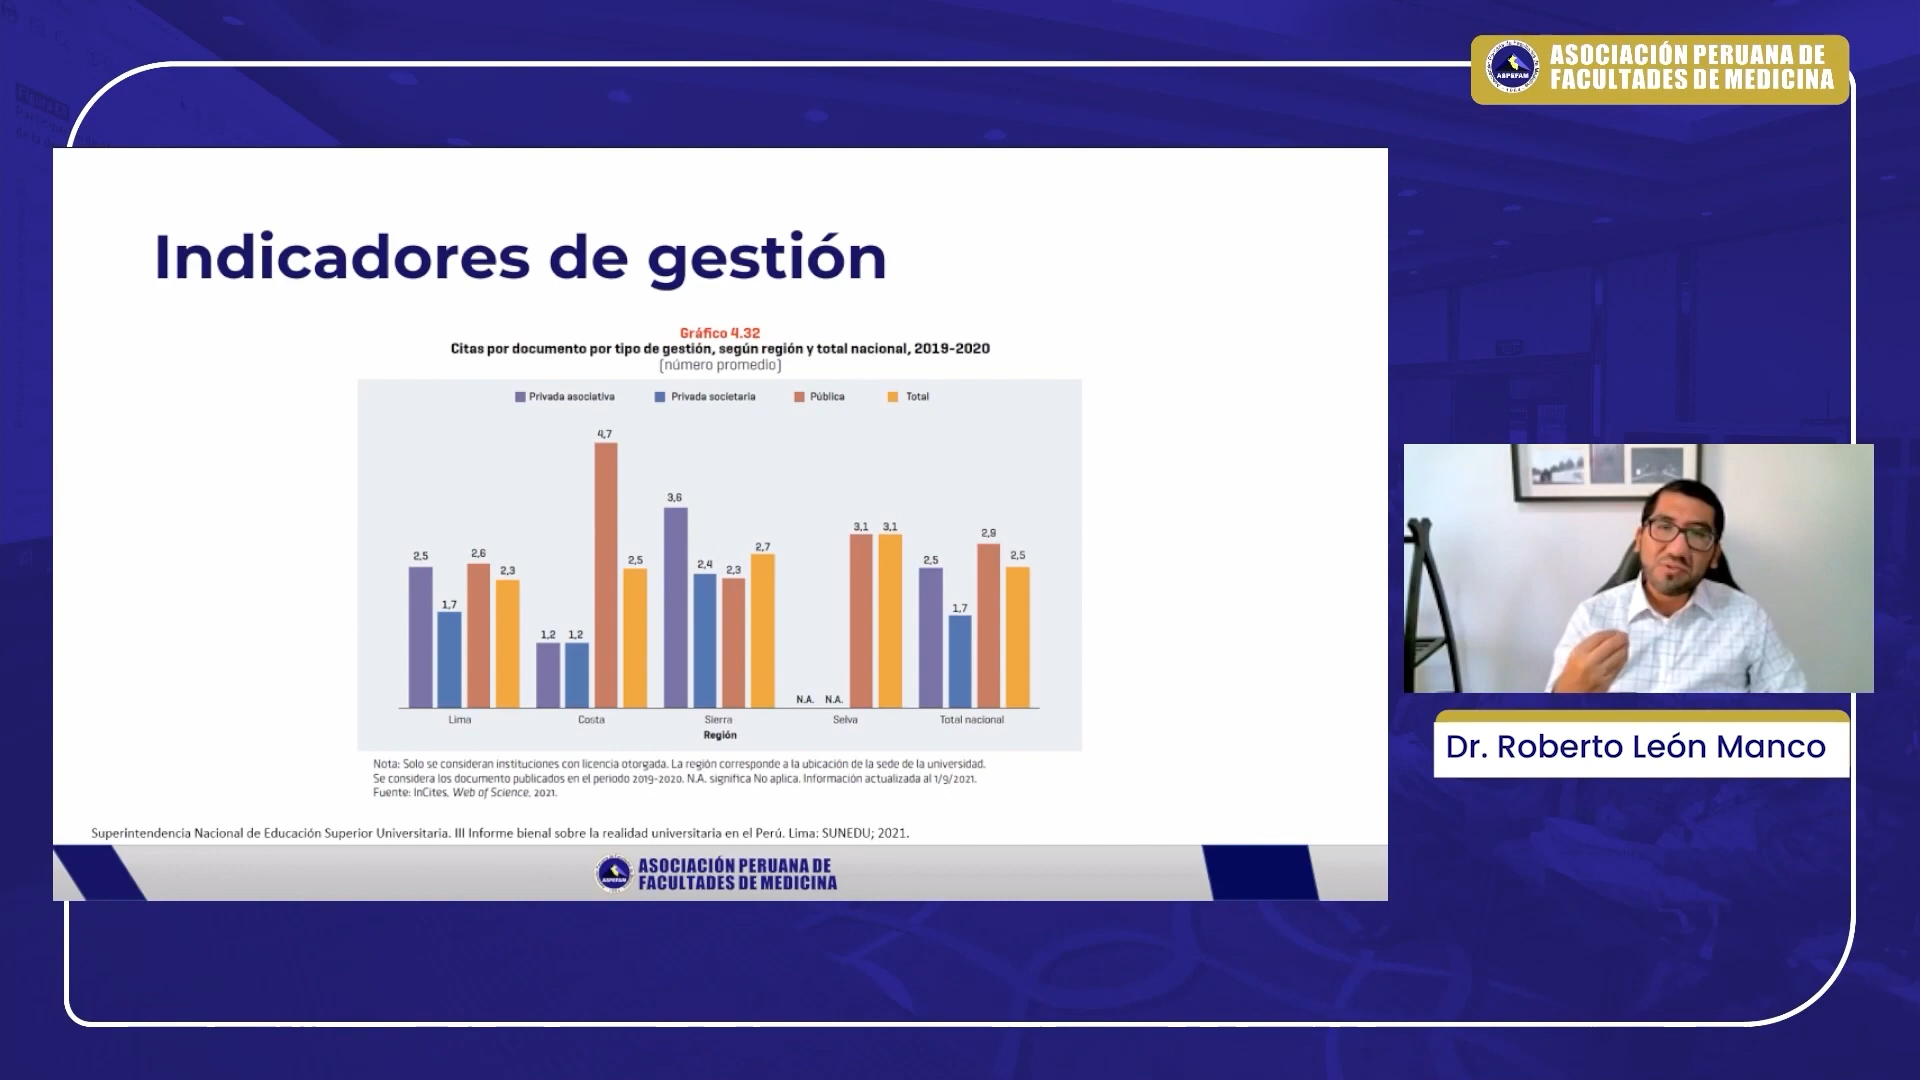 ASOCIACIÓN PERUANA DE
FACULTADES DE MEDICINA
ASPEFAM
Indicadores de gestión
Gráfico 4.32
Citas por documento por tipo de gestión, según región y total nacional, 2019-2020
(número promedio)
Privada asociativa Privada societaria Pública Total
2,5 1,7 2,6 2,3
1,2 1,2 4,7 2,5
3,6 2,4 2,3 2,7
N.A. N.A. 3,1 3,1
2,5 1,7 2,9 2,5
Lima Costa Sierra Selva Total nacional
Región
Nota: Solo se consideran instituciones con licencia otorgada. La región corresponde a la ubicación de la sede de la universidad.
Se considera los documento publicados en el periodo 2019-2020. N.A. significa No aplica. Información actualizada al 1/9/2021.
Fuente: InCites, Web of Science, 2021.
Superintendencia Nacional de Educación Superior Universitaria. III Informe bienal sobre la realidad universitaria en el Perú. Lima: SUNEDU; 2021.
ASPEFAM
ASOCIACIÓN PERUANA DE
FACULTADES DE MEDICINA
Dr. Roberto León Manco